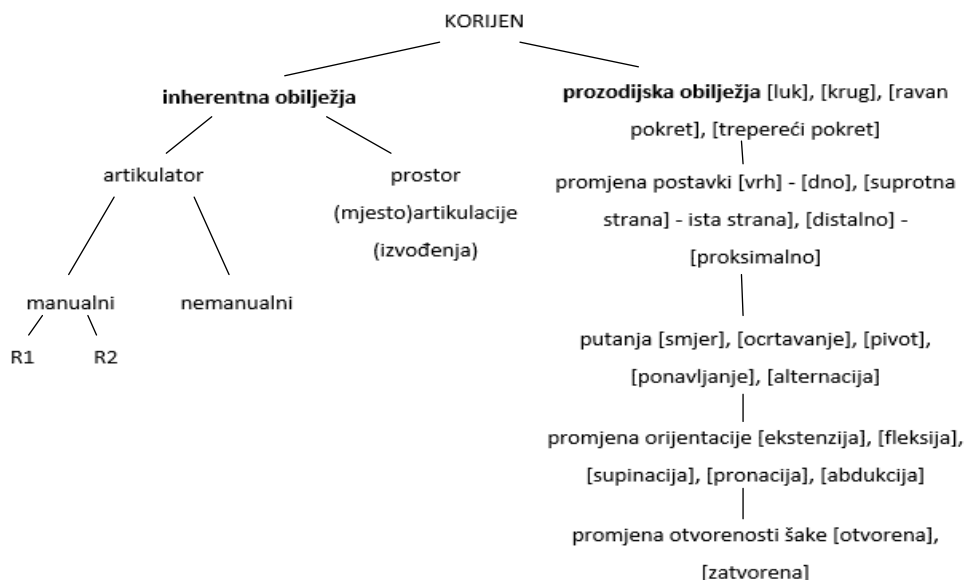 KORIJEN
inherentna obilježja
artikulator
prostor
(mjesto)artikulacije
(izvođenja)
manualni
nemanualni
R1
R2
prozodijska obilježja [luk], [krug], [ravan
pokret], [trepereći pokret]
promjena postavki [vrh] - [dno], [suprotna
strana] - ista strana], [distalno] -
[proksimalno]
putanja [smjer], [ocrtavanje], [pivot],
[ponavljanje], [alternacija]
promjena orijentacije [ekstenzija], [fleksija],
[supinacija], [pronacija], [abdukcija]
promjena otvorenosti šake [otvorena],
[zatvorena]